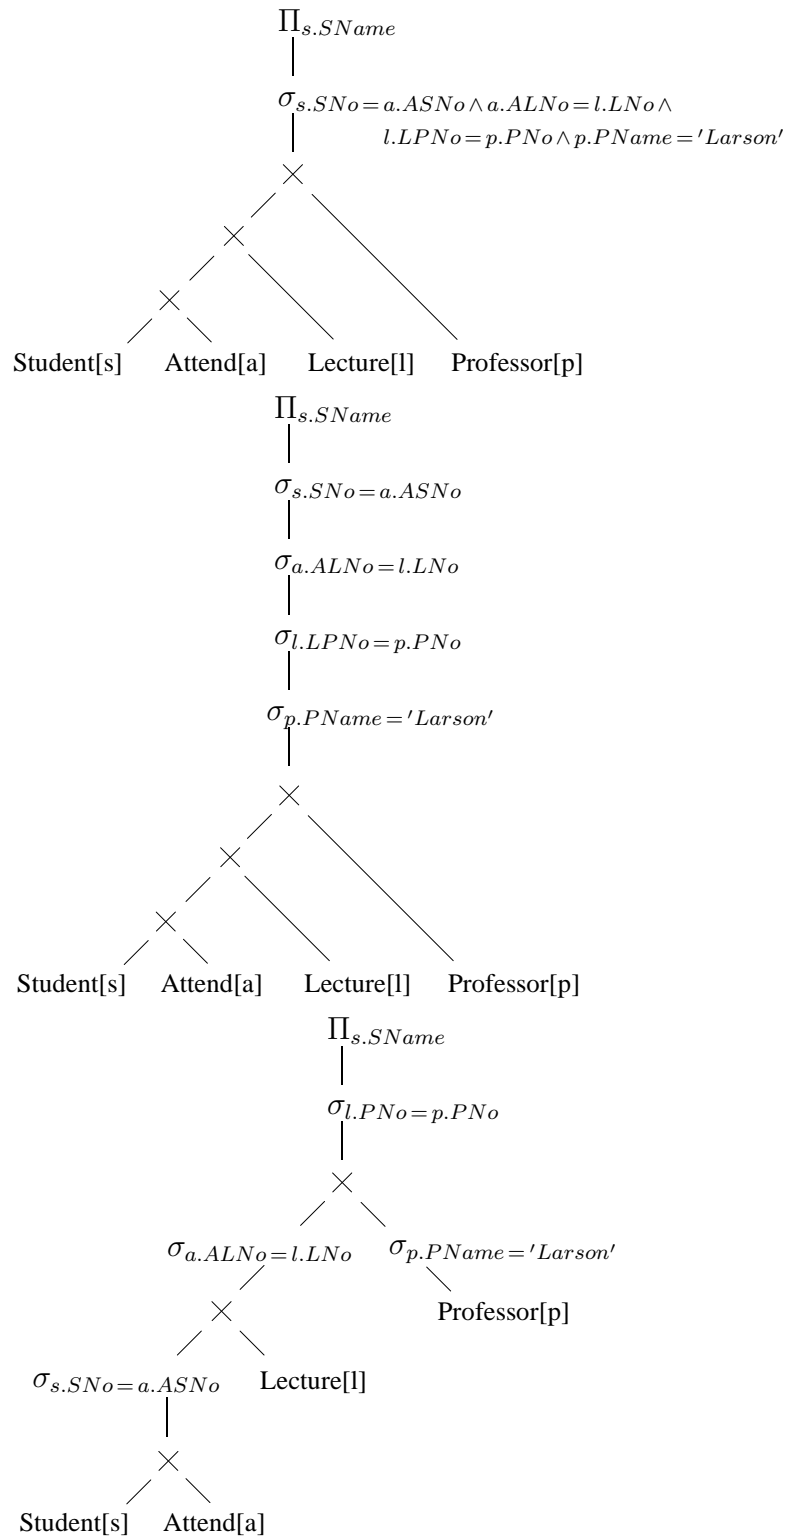 Π_{s.SName}
σ_{s.SNo=a.ASNo∧a.ALNo=l.LNo∧
l.LPNo=p.PNo∧p.PName='Larson'}
×
×
×
Student[s] Attend[a] Lecture[l] Professor[p]
Π_{s.SName}
σ_{s.SNo=a.ASNo}
σ_{a.ALNo=l.LNo}
σ_{l.LPNo=p.PNo}
σ_{p.PName='Larson'}
×
×
×
Student[s] Attend[a] Lecture[l] Professor[p]
Π_{s.SName}
σ_{l.PNo=p.PNo}
×
σ_{a.ALNo=l.LNo} σ_{p.PName='Larson'}
× Professor[p]
σ_{s.SNo=a.ASNo} Lecture[l]
×
Student[s] Attend[a]